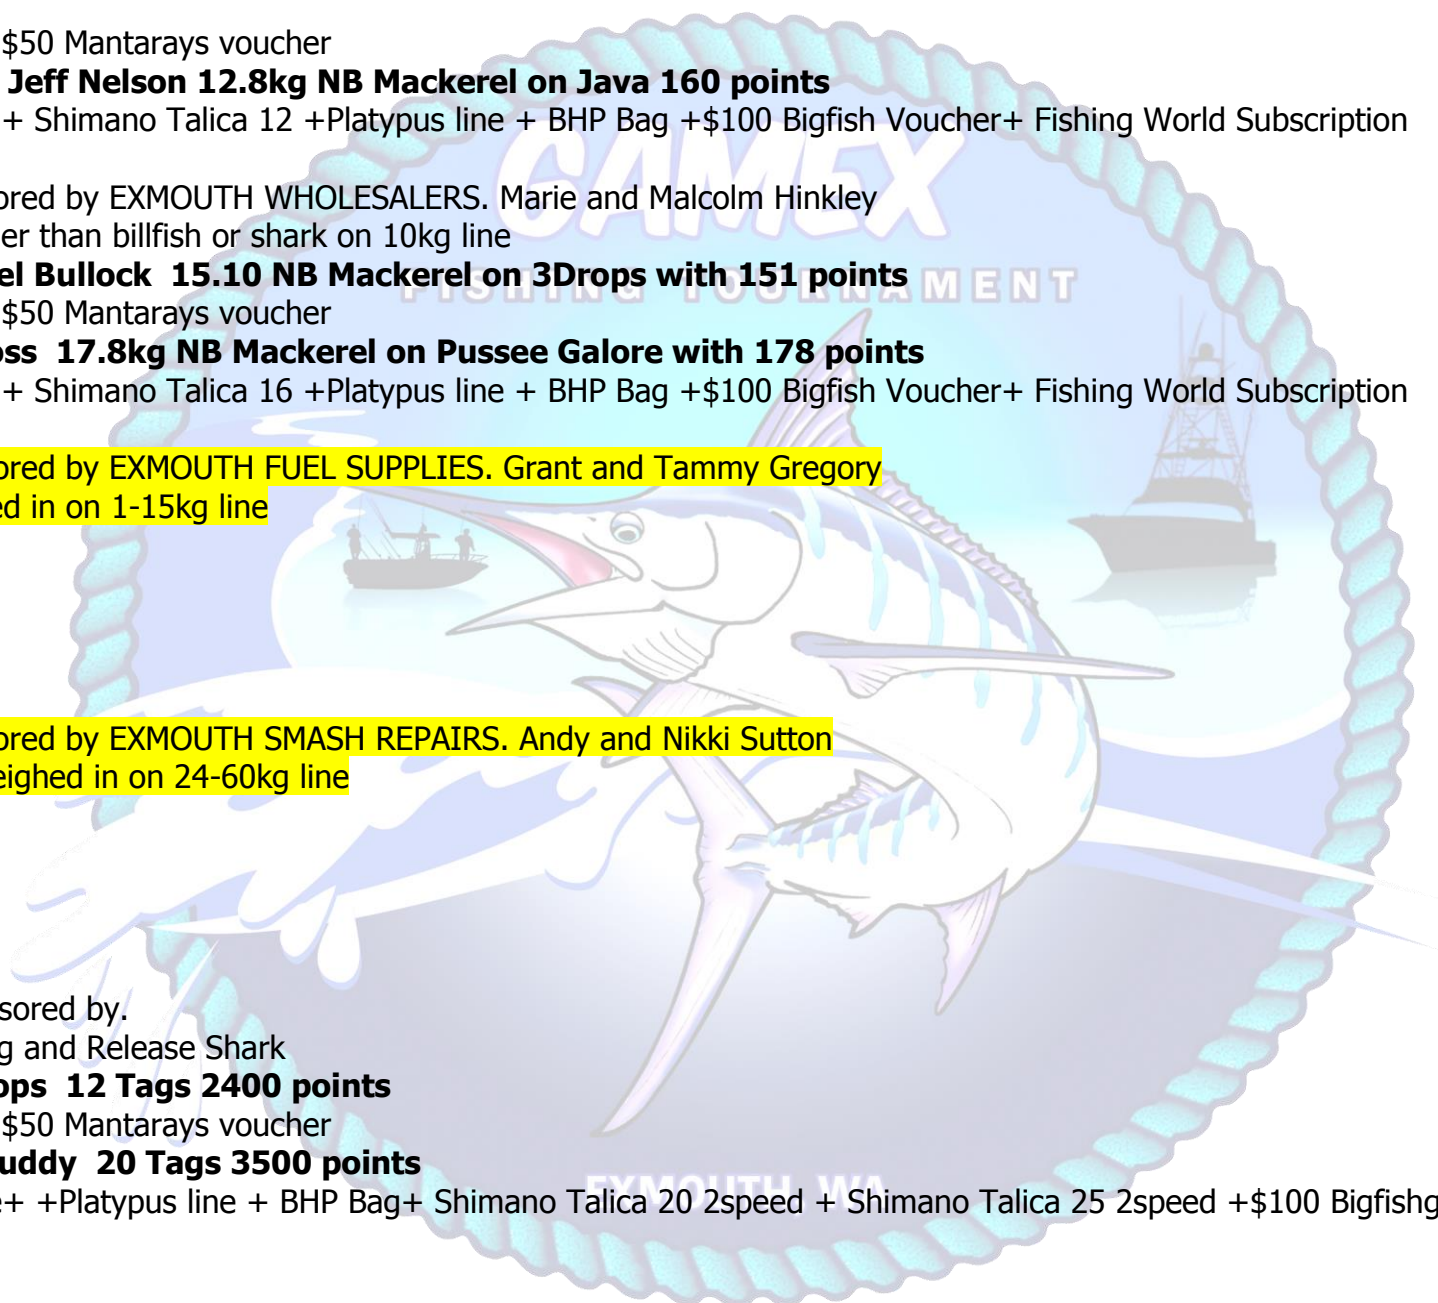 $50 Mantarays voucher
Jeff Nelson 12.8kg NB Mackerel on Java 160 points
+ Shimano Talica 12 +Platypus line + BHP Bag +$100 Bigfish Voucher+ Fishing World Subscription
GAMEX
ored by EXMOUTH WHOLESALERS. Marie and Malcolm Hinkley
er than billfish or shark on 10kg line
el Bullock 15.10 NB Mackerel on 3Drops with 151 points
FISHING TOURNAMENT
$50 Mantarays voucher
oss 17.8kg NB Mackerel on Pussee Galore with 178 points
+ Shimano Talica 16 +Platypus line + BHP Bag +$100 Bigfish Voucher+ Fishing World Subscription
ored by EXMOUTH FUEL SUPPLIES. Grant and Tammy Gregory
ed in on 1-15kg line
ored by EXMOUTH SMASH REPAIRS. Andy and Nikki Sutton
eighed in on 24-60kg line
sored by.
g and Release Shark
ops 12 Tags 2400 points
$50 Mantarays voucher
uddy 20 Tags 3500 points
EXMOUTH, WA
e+ +Platypus line + BHP Bag+ Shimano Talica 20 2speed + Shimano Talica 25 2speed +$100 Bigfishg